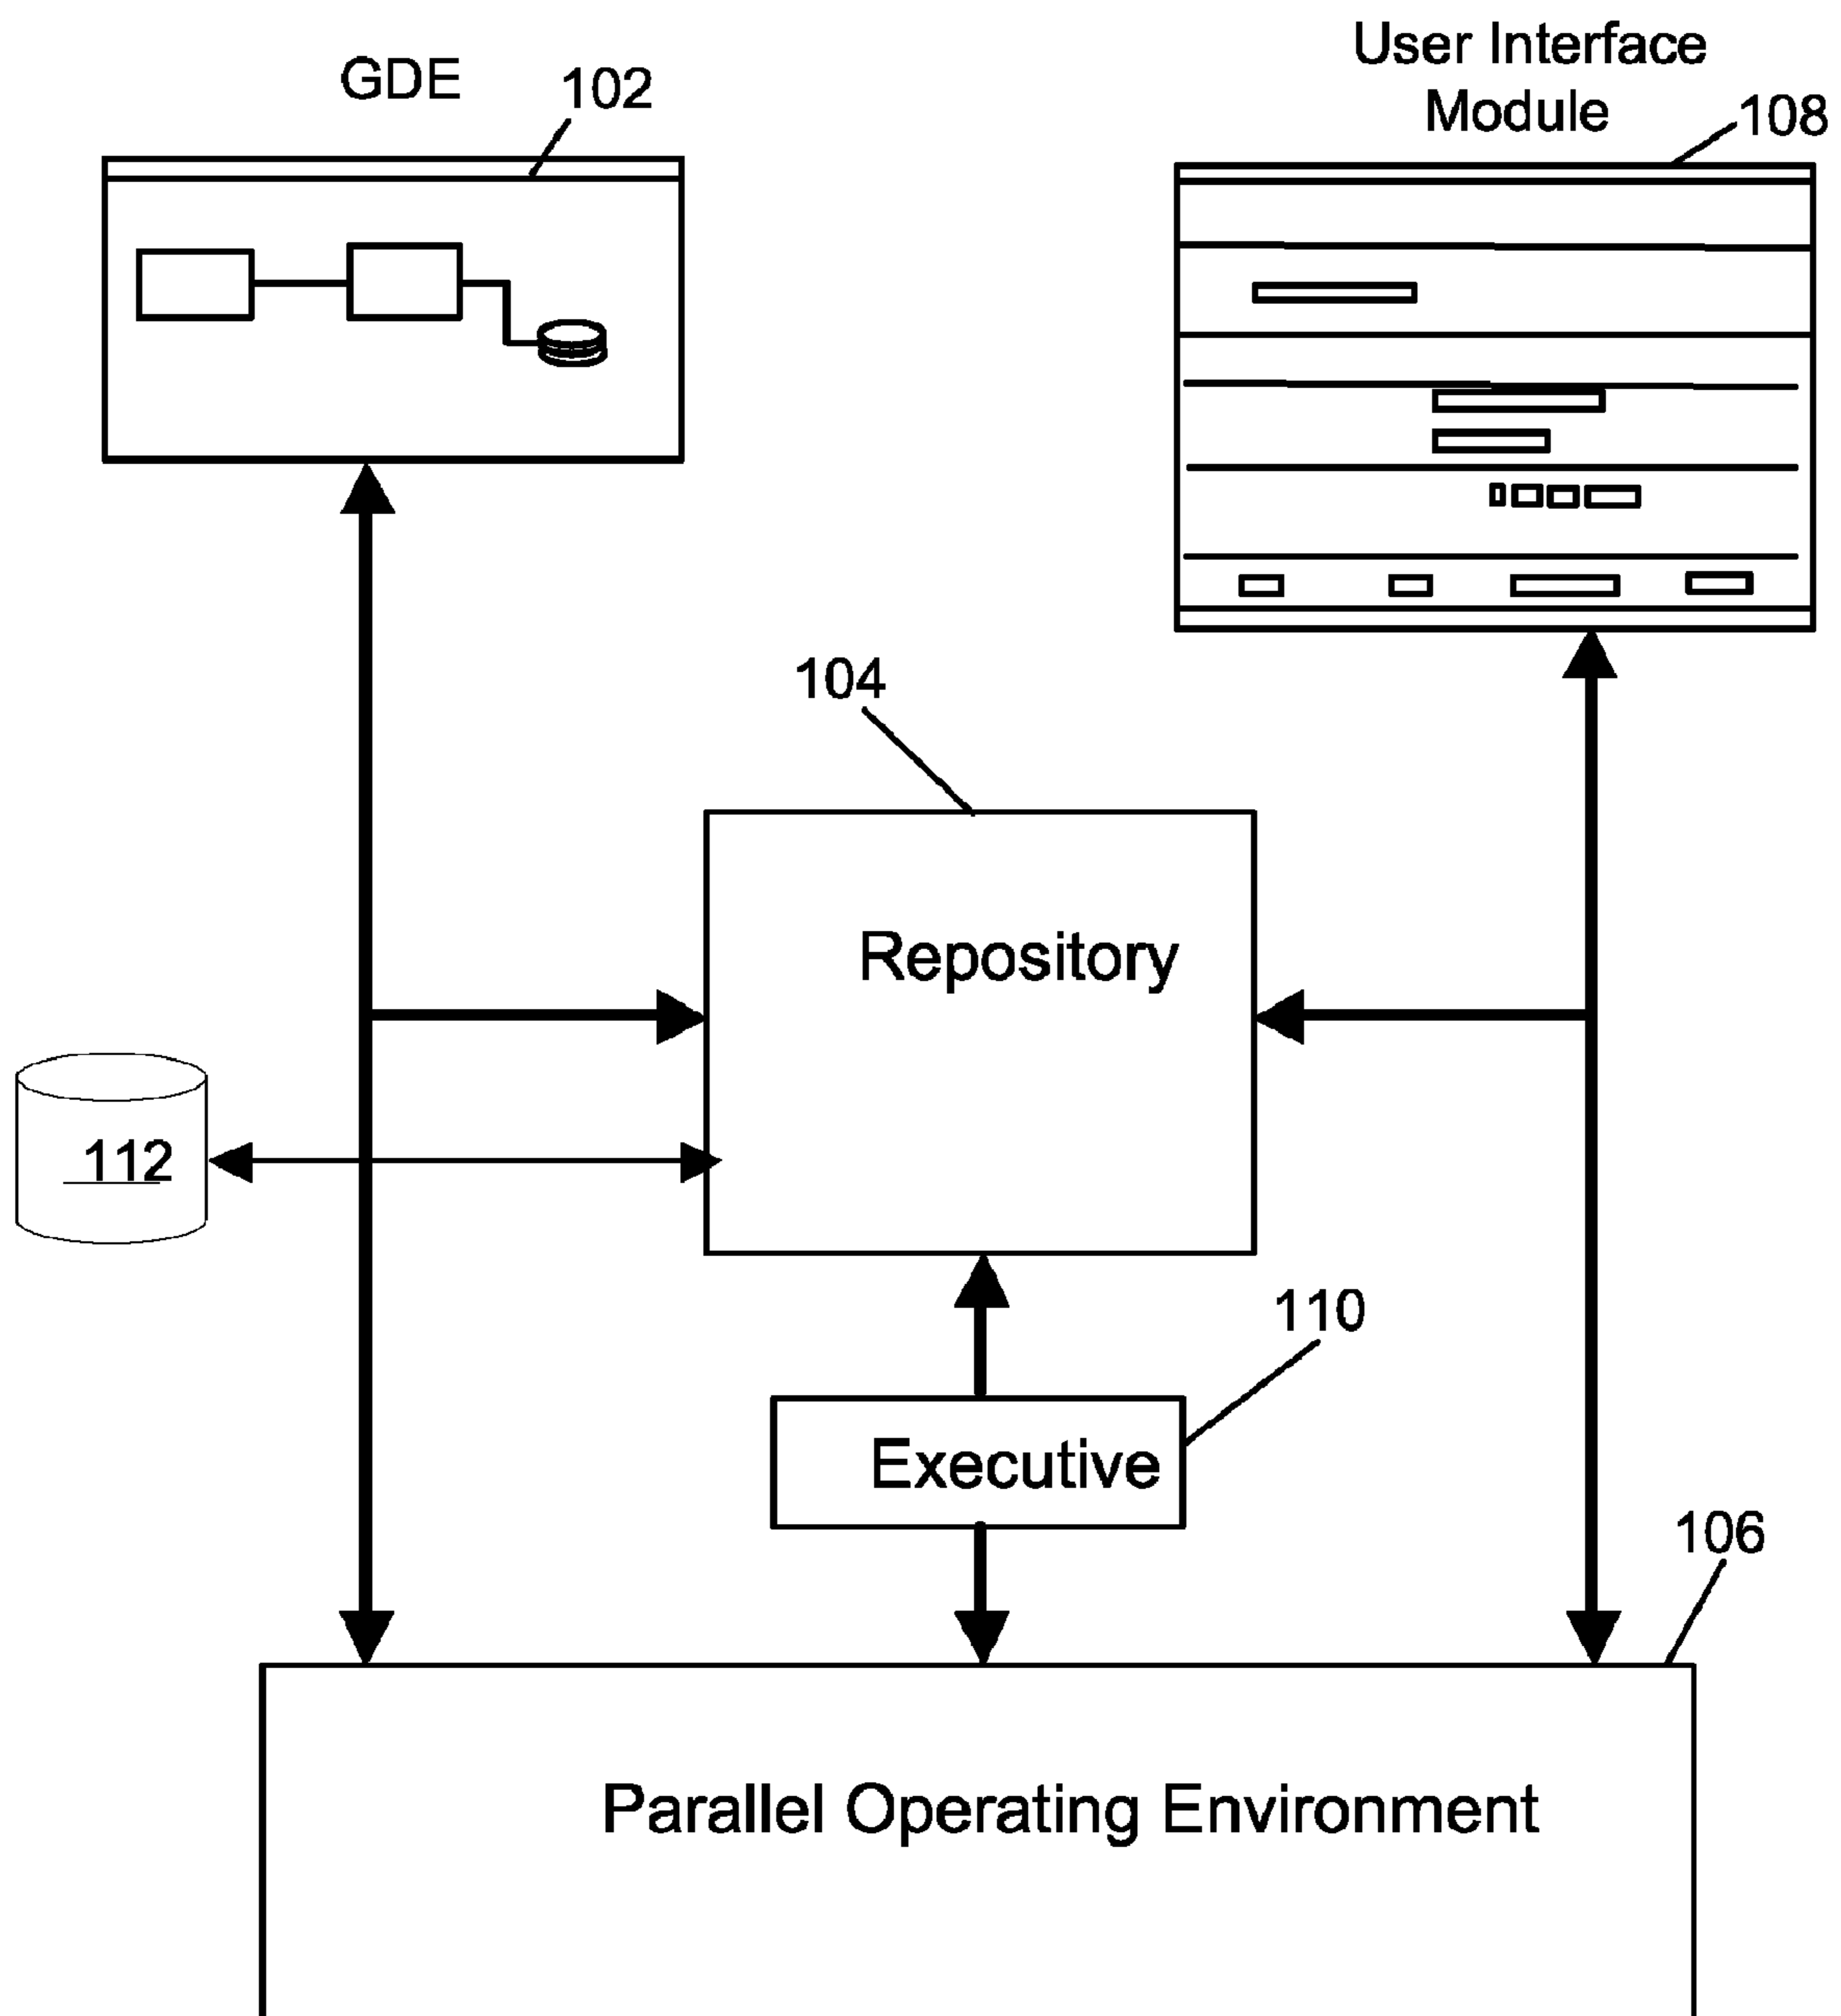 GDE
102
User Interface
Module
108
104
Repository
112
110
Executive
106
Parallel Operating Environment